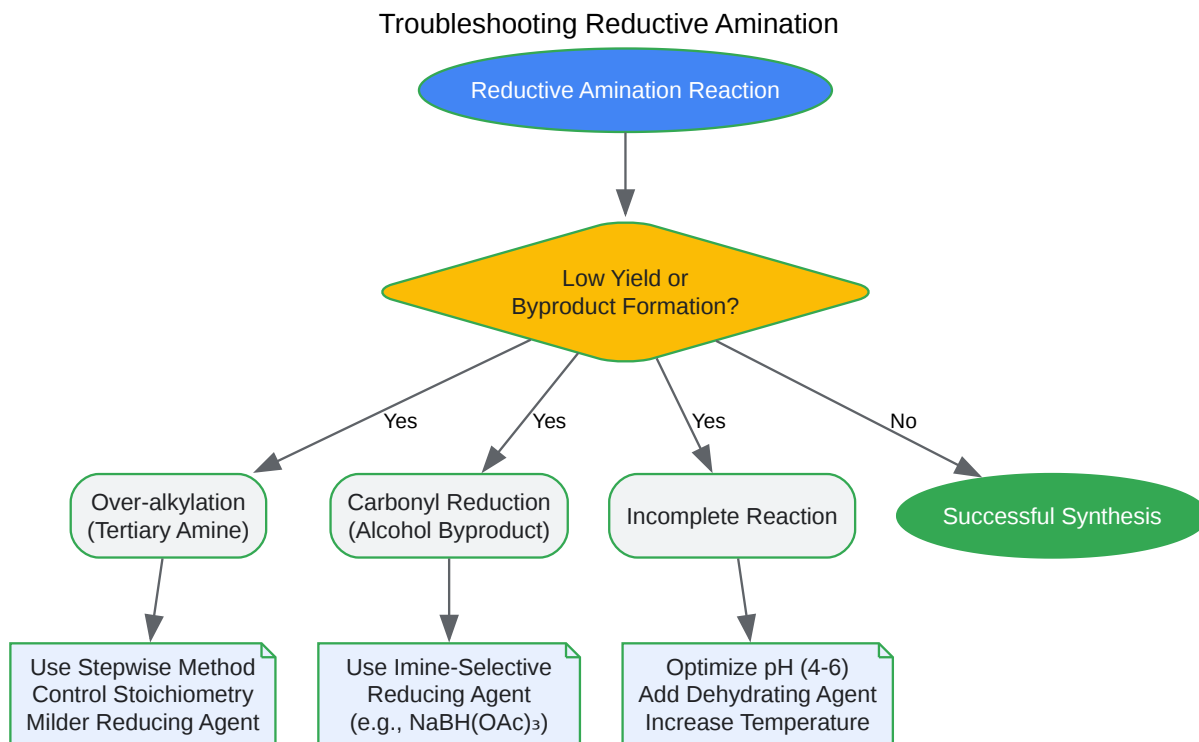 Troubleshooting Reductive Amination
Reductive Amination Reaction
Low Yield or
Byproduct Formation?
Yes
Yes
Yes
No
Over-alkylation
(Tertiary Amine)
Carbonyl Reduction
(Alcohol Byproduct)
Incomplete Reaction
Successful Synthesis
Use Stepwise Method
Control Stoichiometry
Milder Reducing Agent
Use Imine-Selective
Reducing Agent
(e.g., NaBH(OAc)₃)
Optimize pH (4-6)
Add Dehydrating Agent
Increase Temperature